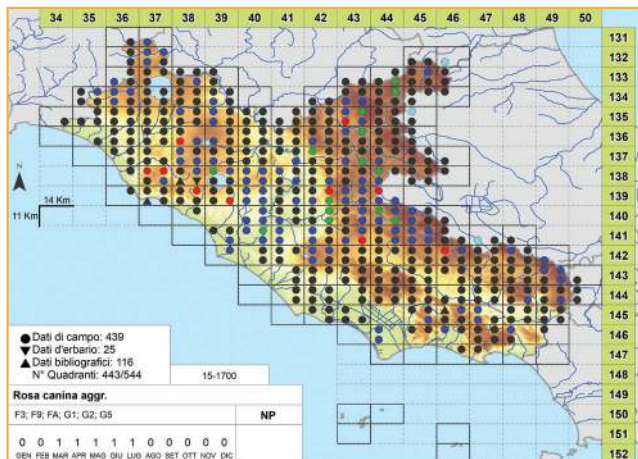 34 35 36 37 38 39 40 41 42 43 44 45 46 47 48 49 50
131
132
133
134
135
136
137
138
139
140
141
142
143
144
145
146
147
148
149
150
151
152
N
14 Km
11 Km
Dati di campo: 439
Dati d'erbario: 25
Dati bibliografici: 116
N° Quadranti: 443/544
15-1700
Rosa canina aggr.
F3; F9; FA; G1; G2; G5
NP
0 0 1 1 1 1 1 0 0 0 0 0
GEN FEB MAR APR MAG GIU LUG AGO SET OTT NOV DIC